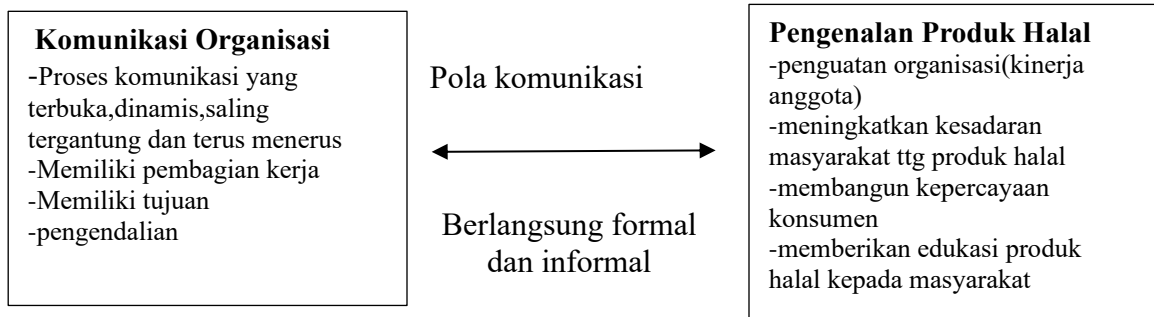 Komunikasi Organisasi
-Proses komunikasi yang
terbuka,dinamis,saling
tergantung dan terus menerus
-Memiliki pembagian kerja
-Memiliki tujuan
-pengendalian
Pola komunikasi
Berlangsung formal
dan informal
Pengenalan Produk Halal
-penguatan organisasi(kinerja
anggota)
-meningkatkan kesadaran
masyarakat ttg produk halal
-membangun kepercayaan
konsumen
-memberikan edukasi produk
halal kepada masyarakat